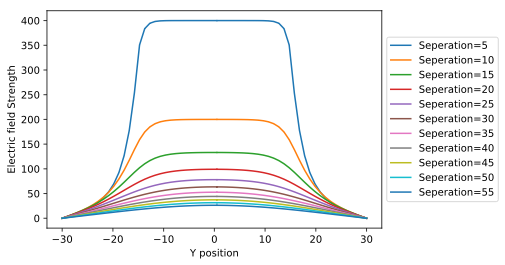 400
350
300
250
200
150
100
50
0
Electric field Strength
−30 −20 −10 0 10 20 30
Y position
Seperation=5
Seperation=10
Seperation=15
Seperation=20
Seperation=25
Seperation=30
Seperation=35
Seperation=40
Seperation=45
Seperation=50
Seperation=55